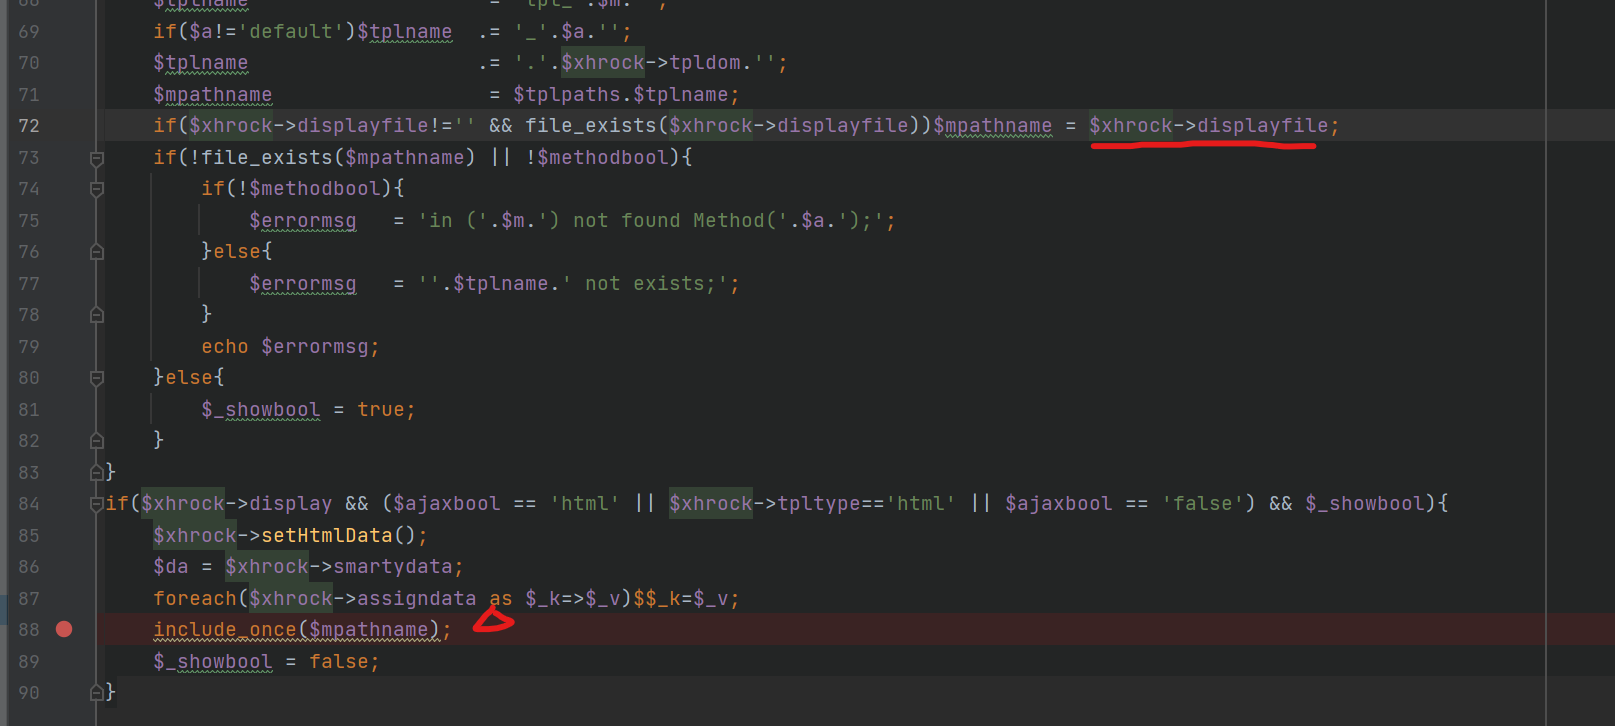 68 $tplname = 'tpl_'.$m.'';
69 if($a!='default')$tplname .= '_'.$a.'';
70 $tplname .= '.'.$xhrock->tpldom.'';
71 $mpathname = $tplpaths.$tplname;
72 if($xhrock->displayfile!='' && file_exists($xhrock->displayfile))$mpathname = $xhrock->displayfile;
73 if(!file_exists($mpathname) || !$methodbool){
74 if(!$methodbool){
75 $errormsg = 'in ('.$m.') not found Method('.$a.');';
76 }else{
77 $errormsg = ''.$tplname.' not exists;';
78 }
79 echo $errormsg;
80 }else{
81 $_showbool = true;
82 }
83 }
84 if($xhrock->display && ($ajaxbool == 'html' || $xhrock->tpltype=='html' || $ajaxbool == 'false') && $_showbool){
85 $xhrock->setHtmlData();
86 $da = $xhrock->smartydata;
87 foreach($xhrock->assigndata as $_k=>$_v)$$_k=$_v;
88 include_once($mpathname);
89 $_showbool = false;
90 }